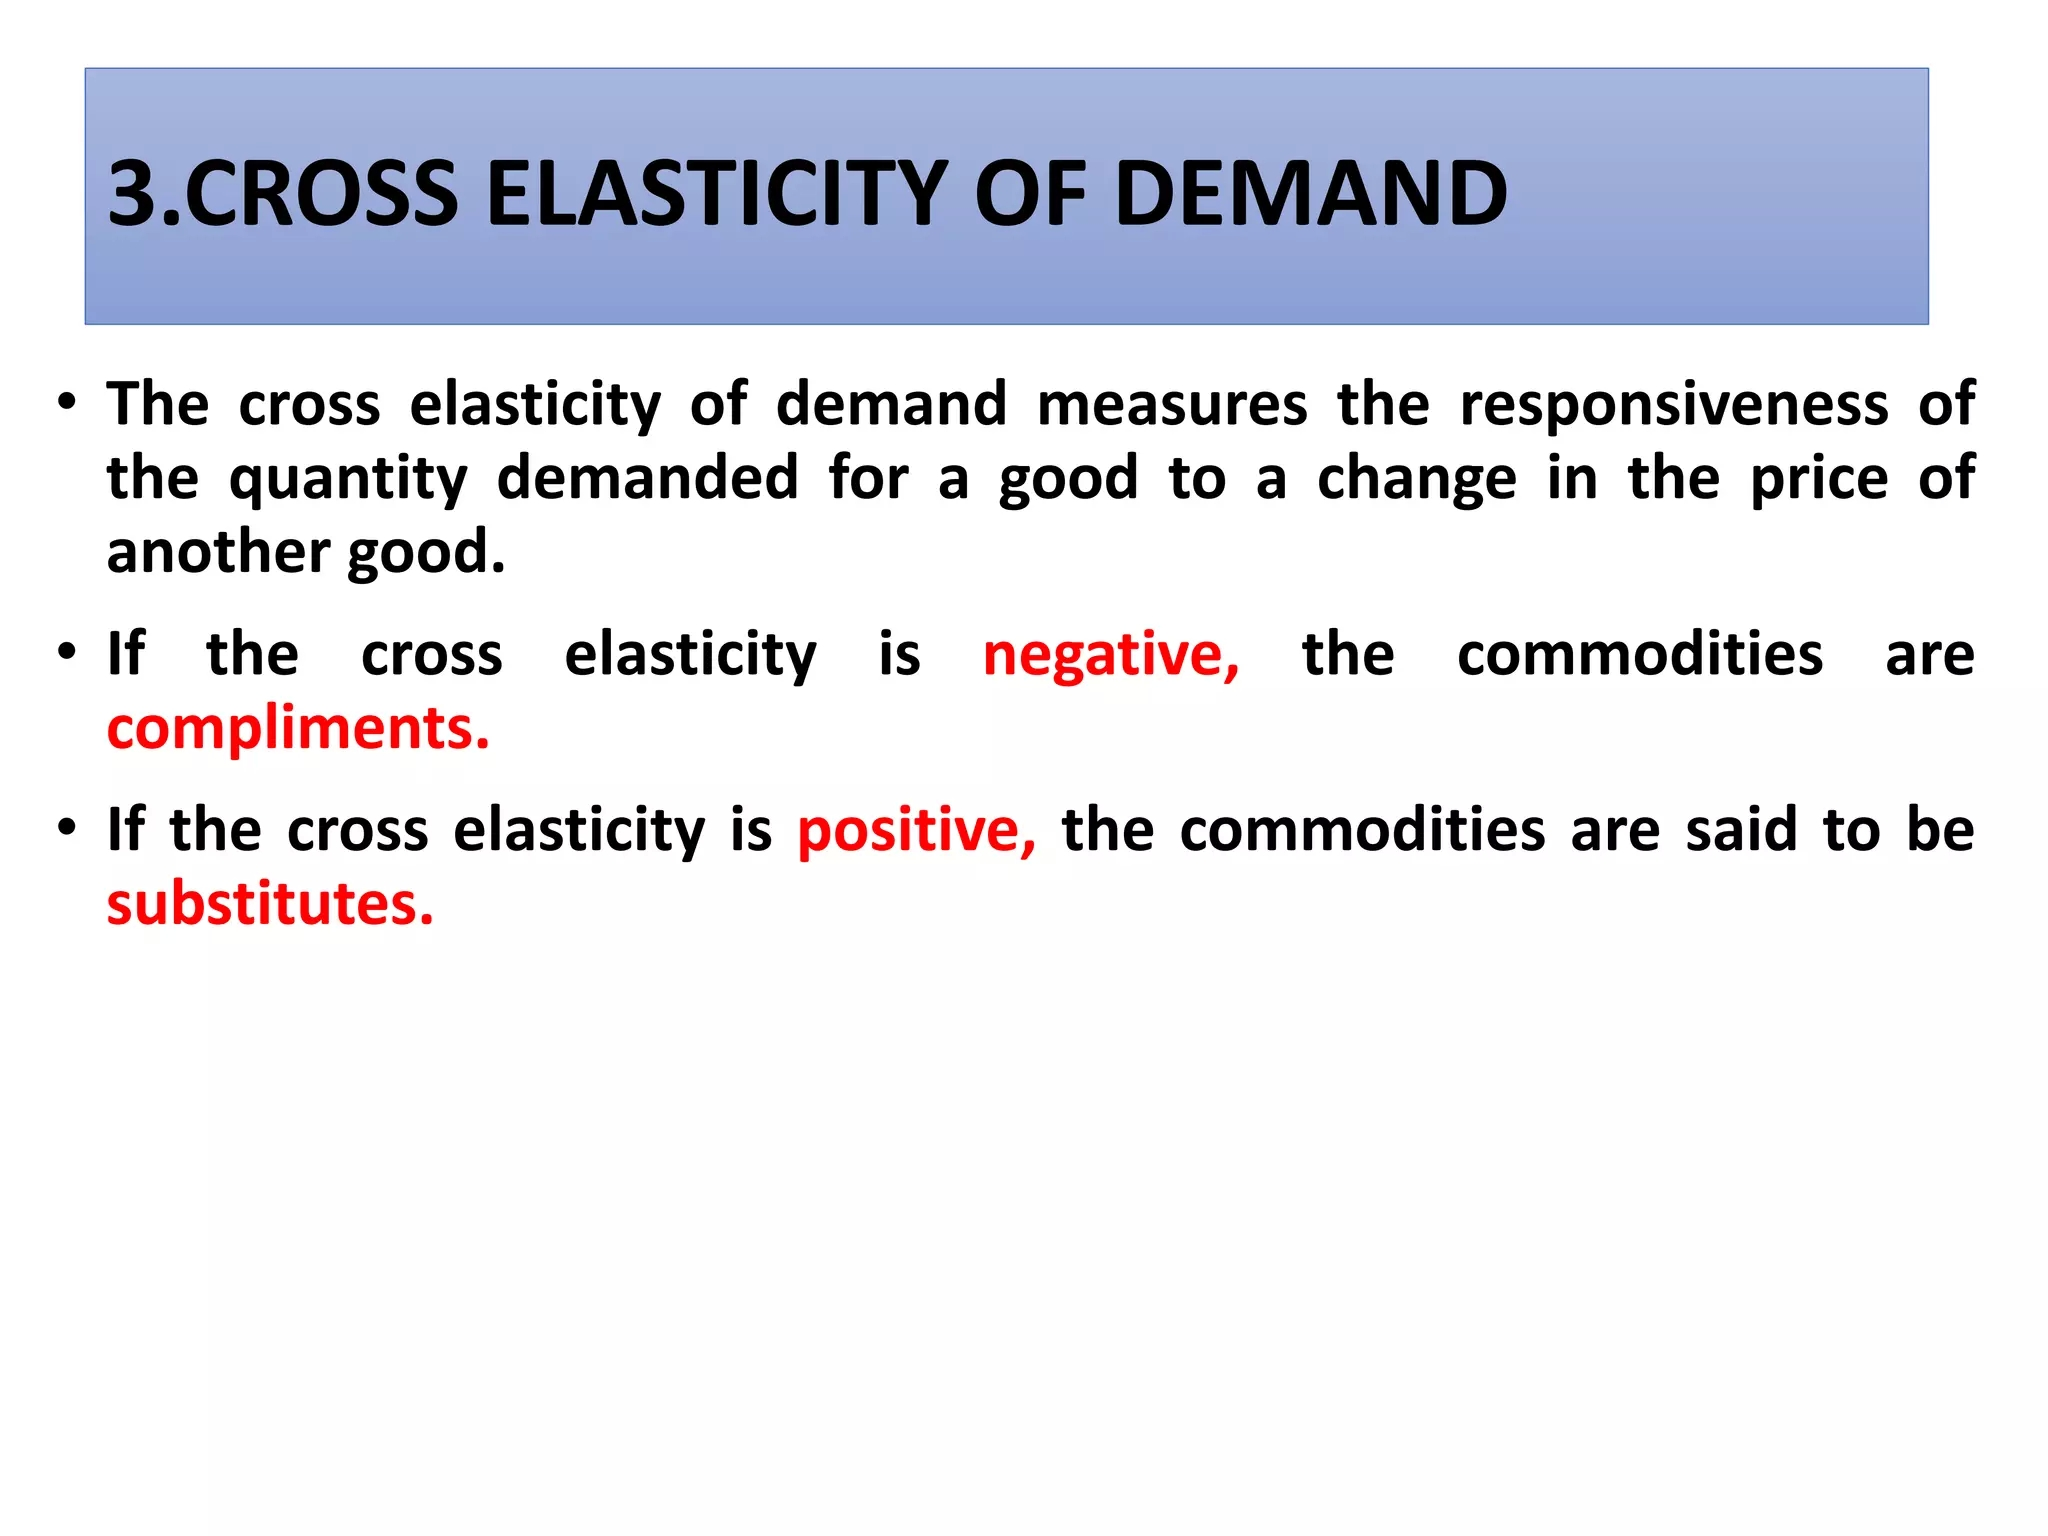 3.CROSS ELASTICITY OF DEMAND
• The cross elasticity of demand measures the responsiveness of
the quantity demanded for a good to a change in the price of
another good.
• If the cross elasticity is negative, the commodities are
compliments.
• If the cross elasticity is positive, the commodities are said to be
substitutes.